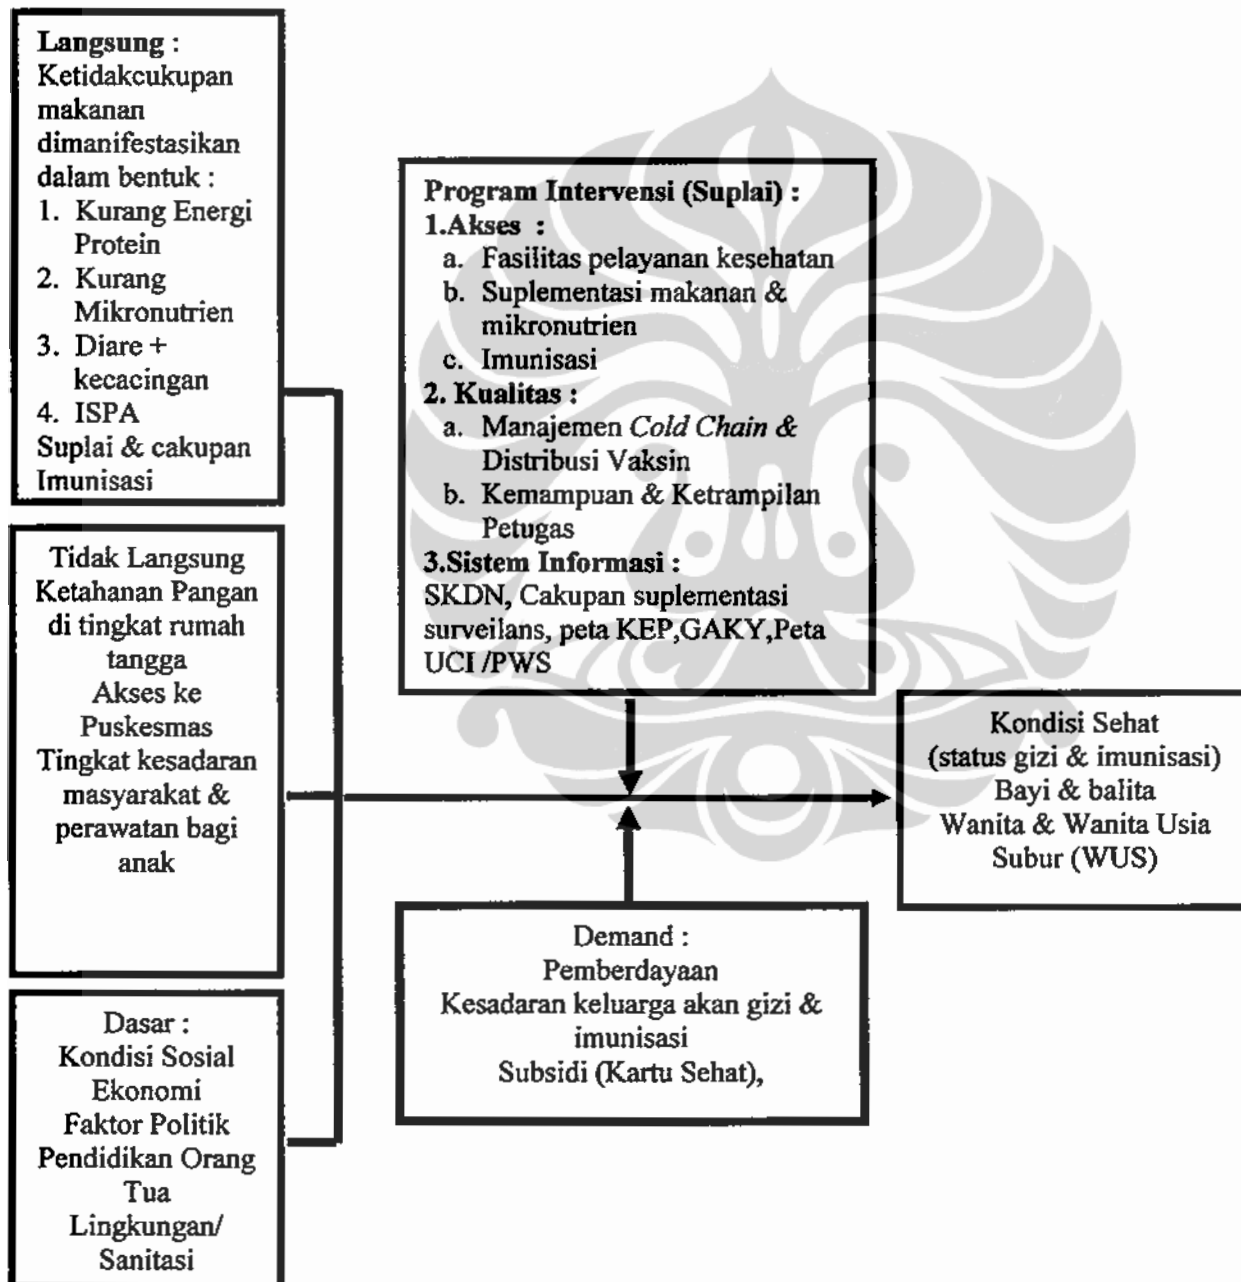 Langsung :
Ketidakcukupan
makanan
dimanifestasikan
dalam bentuk :
1. Kurang Energi
Protein
2. Kurang
Mikronutrien
3. Diare +
kecacingan
4. ISPA
Suplai & cakupan
Imunisasi
Tidak Langsung
Ketahanan Pangan
di tingkat rumah
tangga
Akses ke
Puskesmas
Tingkat kesadaran
masyarakat &
perawatan bagi
anak
Dasar :
Kondisi Sosial
Ekonomi
Faktor Politik
Pendidikan Orang
Tua
Lingkungan/
Sanitasi
Program Intervensi (Suplai) :
1.Akses :
a. Fasilitas pelayanan kesehatan
b. Suplementasi makanan &
mikronutrien
c. Imunisasi
2. Kualitas :
a. Manajemen Cold Chain &
Distribusi Vaksin
b. Kemampuan & Ketrampilan
Petugas
3.Sistem Informasi :
SKDN, Cakupan suplementasi
surveilans, peta KEP,GAKY,Peta
UCI /PWS
Demand :
Pemberdayaan
Kesadaran keluarga akan gizi &
imunisasi
Subsidi (Kartu Sehat),
Kondisi Sehat
(status gizi & imunisasi)
Bayi & balita
Wanita & Wanita Usia
Subur (WUS)